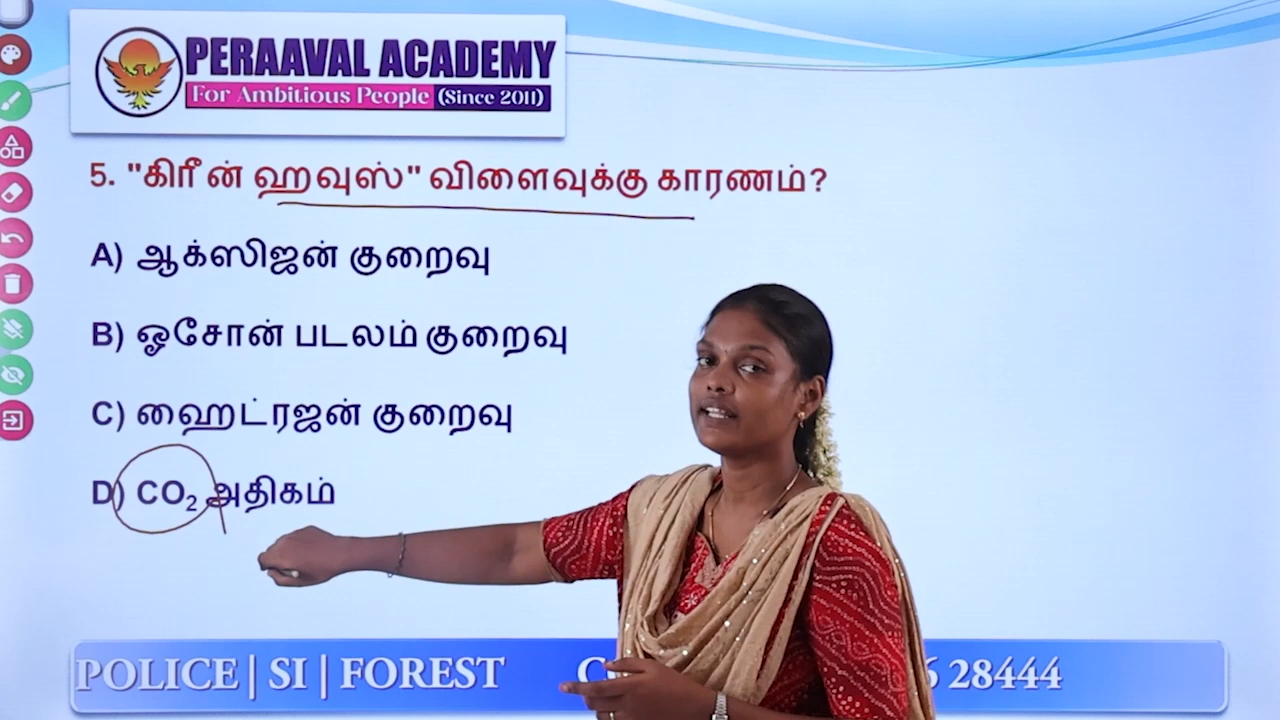 PERAAVAL ACADEMY
For Ambitious People (Since 2011)
5. "கிரீன் ஹவுஸ்" விளைவுக்கு காரணம்?
A) ஆக்ஸிஜன் குறைவு
B) ஓசோன் படலம் குறைவு
C) ஹைட்ரஜன் குறைவு
D) CO₂ அதிகம்
POLICE | SI | FOREST 28444